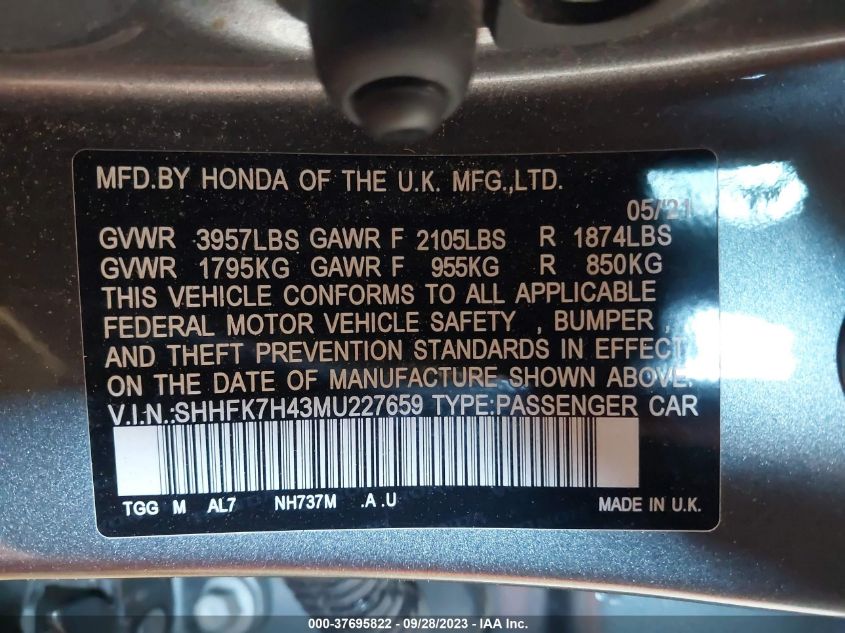 MFD.BY HONDA OF THE U.K. MFG.,LTD.
05/'21
GVWR 3957LBS GAWR F 2105LBS R 1874LBS
GVWR 1795KG GAWR F 955KG R 850KG
THIS VEHICLE CONFORMS TO ALL APPLICABLE
FEDERAL MOTOR VEHICLE SAFETY , BUMPER ,
AND THEFT PREVENTION STANDARDS IN EFFECT
ON THE DATE OF MANUFACTURE SHOWN ABOVE.
V.I.N.:SHHFK7H43MU227659 TYPE:PASSENGER CAR
TGG M AL7 NH737M .A .U MADE IN U.K.
000-37695822 / 09/28/2023 / IAA Inc.